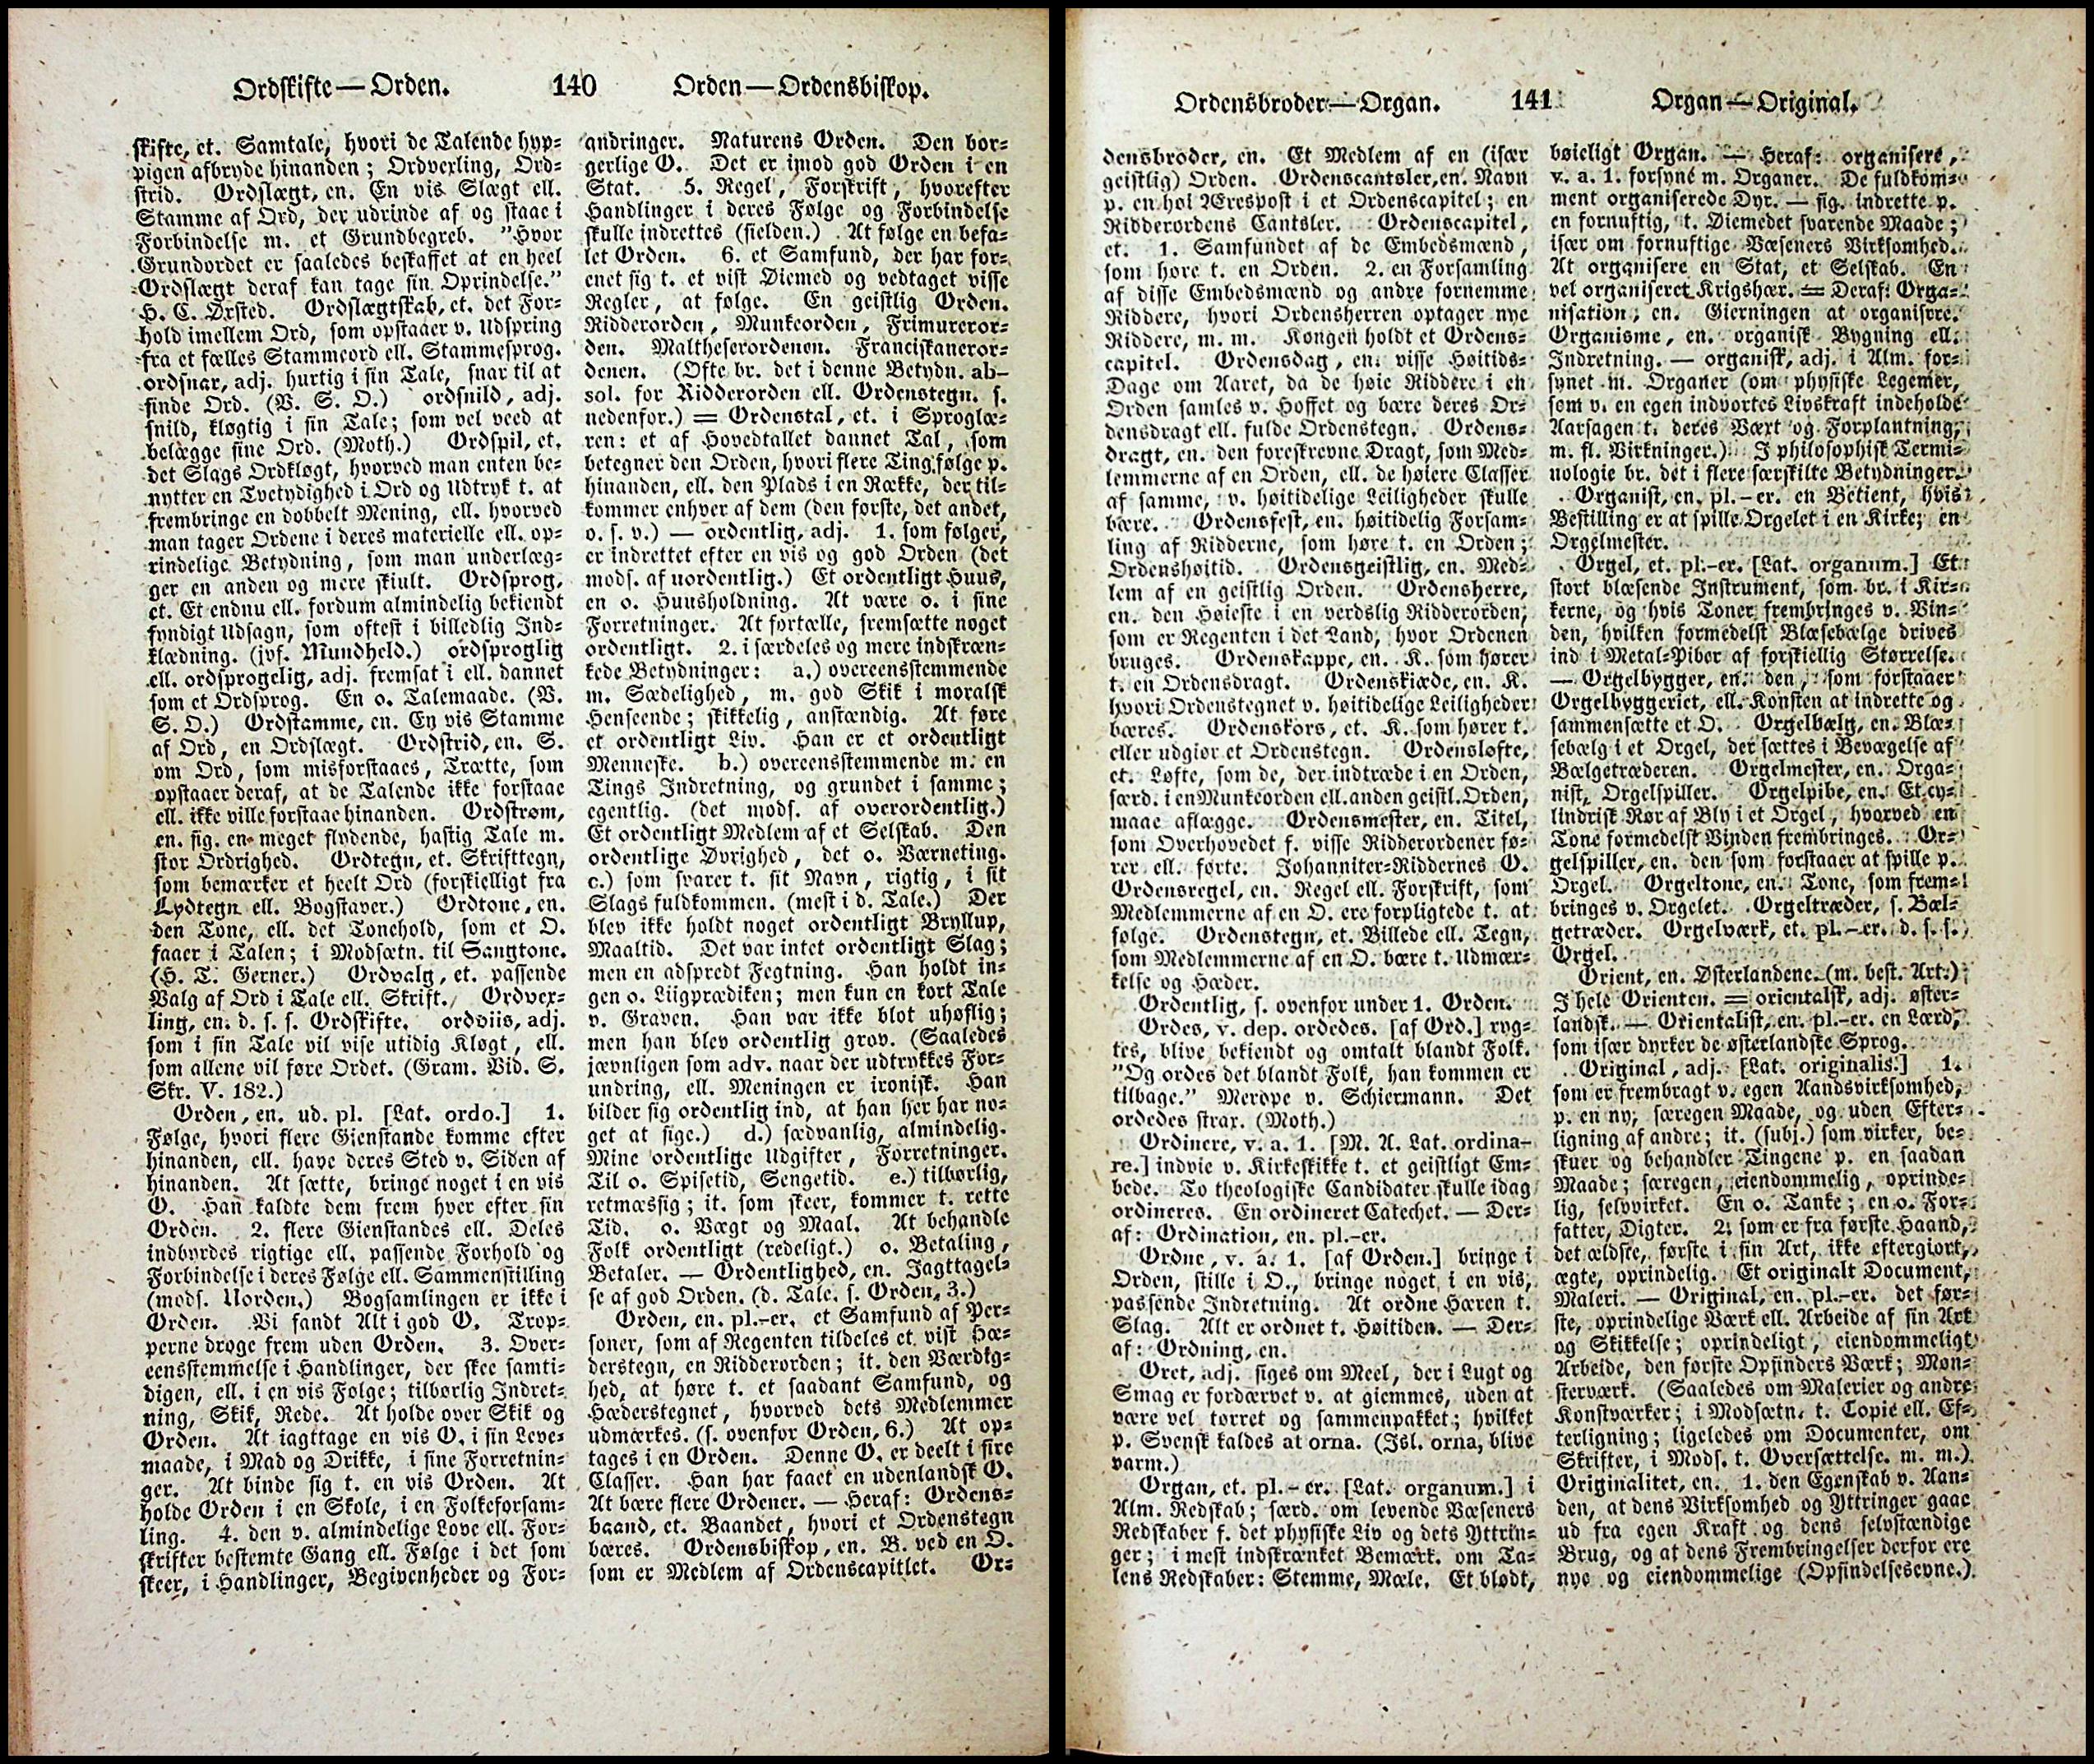 Ordskifte — Orden.
140
Orden — Ordensbiskop.
skifte, et. Samtale, hvori de Talende hyp-
pigen afbryde hinanden; Ordverling, Ord-
strid. Ordslægt, en. En vis Slægt ell.
Stamme af Ord, der udrinde af og staae i
Forbindelse m. et Grundbegreb. "Hvor
Grundordet er saaledes beskaffet at en heel
Ordslægt deraf kan tage sin Oprindelse."
H. C. Ørsted. Ordslægtskab, et. det For-
hold imellem Ord, som opstaaer v. Udspring
fra et fælles Stammeord ell. Stammesprog.
ordsnar, adj. hurtig i sin Tale, snar til at
finde Ord. (V. S. O.) ordsnild, adj.
snild, kløgtig i sin Tale; som vel veed at
belægge sine Ord. (Moth.) Ordspil, et.
det Slags Ordkløgt, hvorved man enten be-
nytter en Tvetydighed i Ord og Udtryk t. at
frembringe en dobbelt Mening, ell. hvorved
man tager Ordene i deres materielle ell. op-
rindelige Betydning, som man underlæg-
ger en anden og mere skiult. Ordsprog,
et. Et endnu ell. fordum almindelig bekiendt
fyndigt Udsagn, som oftest i billedlig Ind-
klædning. (jvf. Mundheld.) ordsproglig
ell. ordsprogelig, adj. fremsat i ell. dannet
som et Ordsprog. En o. Talemaade. (V.
S. O.) Ordstamme, en. En vis Stamme
af Ord, en Ordslægt. Ordstrid, en. S.
om Ord, som misforstaaes, Trætte, som
opstaaer deraf, at de Talende ikke forstaae
ell. ikke ville forstaae hinanden. Ordstrøm,
en. fig. en meget flydende, hastig Tale m.
stor Ordrighed. Ordtegn, et. Skrifttegn,
som bemærker et heelt Ord (forskielligt fra
Lydtegn ell. Bogstaver.) Ordtone, en.
den Tone, ell. det Tonehold, som et O.
faaer i Talen; i Modsætn. til Sangtone.
(H. T. Gerner.) Ordvalg, et. passende
Valg af Ord i Tale ell. Skrift. Ordvex-
ling, en. d. s. s. Ordskifte. ordviis, adj.
som i sin Tale vil vise utidig Kløgt, ell.
som allene vil føre Ordet. (Gram. Vid. S.
Skr. V. 182.)
Orden, en. ud. pl. [Lat. ordo.] 1.
Følge, hvori flere Gienstande komme efter
hinanden, ell. have deres Sted v. Siden af
hinanden. At sætte, bringe noget i en vis
O. Han kaldte dem frem hver efter sin
Orden. 2. flere Gienstandes ell. Deles
indbyrdes rigtige ell. passende Forhold og
Forbindelse i deres Følge ell. Sammenstilling
(mods. Uorden.) Bogsamlingen er ikke i
Orden. Vi fandt Alt i god O. Trop-
perne droge frem uden Orden. 3. Over-
eensstemmelse i Handlinger, der skee samti-
digen, ell. i en vis Følge; tilbørlig Indret-
ning, Skik, Rede. At holde over Skik og
Orden. At iagttage en vis O. i sin Leve-
maade, i Mad og Drikke, i sine Forretnin-
ger. At binde sig t. en vis Orden. At
holde Orden i en Skole, i en Folkeforsam-
ling. 4. den v. almindelige Love ell. For-
skrifter bestemte Gang ell. Følge i det som
skeer, i Handlinger, Begivenheder og For-
andringer. Naturens Orden. Den bor-
gerlige O. Det er imod god Orden i en
Stat. 5. Regel, Forskrift, hvorefter
Handlinger i deres Følge og Forbindelse
skulle indrettes (sielden.) At følge en befa-
let Orden. 6. et Samfund, der har for-
enet sig t. et vist Øiemed og vedtaget visse
Regler, at følge. En geistlig Orden.
Ridderorden, Munkeorden, Frimureror-
den. Maltheserordenen. Franciskaneror-
denen. (Ofte br. det i denne Betydn. ab-
sol. for Ridderorden ell. Ordenstegn. s.
nedenfor.) = Ordenstal, et. i Sproglæ-
ren: et af Hovedtallet dannet Tal, som
betegner den Orden, hvori flere Ting følge p.
hinanden, ell. den Plads i en Række, der til-
kommer enhver af dem (den første, det andet,
o. s. v.) — ordentlig, adj. 1. som følger,
er indrettet efter en vis og god Orden (det
mods. af uordentlig.) Et ordentligt Huus,
en o. Huusholdning. At være o. i sine
Forretninger. At fortælle, fremsætte noget
ordentligt. 2. i særdeles og mere indskræn-
kede Betydninger: a.) overeensstemmende
m. Sædelighed, m. god Skik i moralsk
Henseende; skikkelig, anstændig. At føre
et ordentligt Liv. Han er et ordentligt
Menneske. b.) overeensstemmende m. en
Tings Indretning, og grundet i samme;
egentlig. (det mods. af overordentlig.)
Et ordentligt Medlem af et Selskab. Den
ordentlige Øvrighed, det o. Værneting.
c.) som svarer t. sit Navn, rigtig, i sit
Slags fuldkommen. (mest i d. Tale.) Der
blev ikke holdt noget ordentligt Bryllup,
Maaltid. Det var intet ordentligt Slag;
men en adspredt Fegtning. Han holdt in-
gen o. Liigprædiken; men kun en kort Tale
v. Graven. Han var ikke blot uhøflig;
men han blev ordentlig grov. (Saaledes
jævnligen som adv. naar der udtrykkes For-
undring, ell. Meningen er ironisk. Han
bilder sig ordentlig ind, at han her har no-
get at sige.) d.) sædvanlig, almindelig.
Mine ordentlige Udgifter, Forretninger.
Til o. Spisetid, Sengetid. e.) tilbørlig,
retmæssig; it. som skeer, kommer t. rette
Tid. o. Vægt og Maal. At behandle
Folk ordentligt (redeligt.) o. Betaling,
Betaler. — Ordentlighed, en. Jagttagel-
se af god Orden. (d. Tale. s. Orden, 3.)
Orden, en. pl.-er. et Samfund af Per-
soner, som af Regenten tildeles et vist Hæ-
derstegn, en Ridderorden; it. den Værdig-
hed, at høre t. et saadant Samfund, og
Hæderstegnet, hvorved dets Medlemmer
udmærkes. (s. ovenfor Orden, 6.) At op-
tages i en Orden. Denne O. er deelt i fire
Classer. Han har faaet en udenlandsk O.
At bære flere Ordener. — Heraf: Ordens-
baand, et. Baandet, hvori et Ordenstegn
bæres. Ordensbiskop, en. B. ved en O.
som er Medlem af Ordenscapitlet. Or-
Ordensbroder — Organ.
141
Organ — Original.
densbroder, en. Et Medlem af en (især
geistlig) Orden. Ordenscantsler, en. Navn
p. en høi Ærespost i et Ordenscapitel; en
Ridderordens Cantsler. Ordenscapitel,
et. 1. Samfundet af de Embedsmænd,
som høre t. en Orden. 2. en Forsamling
af disse Embedsmænd og andre fornemme
Riddere, hvori Ordensherren optager nye
Riddere, m. m. Kongen holdt et Ordens-
capitel. Ordensdag, en. visse Høitids-
Dage om Aaret, da de høie Riddere i en
Orden samles v. Hoffet og bære deres Or-
densdragt ell. fulde Ordenstegn. Ordens-
dragt, en. den foreskrevne Dragt, som Med-
lemmerne af en Orden, ell. de høiere Classer
af samme, v. høitidelige Leiligheder skulle
bære. Ordensfest, en. høitidelig Forsam-
ling af Ridderne, som høre t. en Orden;
Ordenshøitid. Ordensgeistlig, en. Med-
lem af en geistlig Orden. Ordensherre,
en. den Høieste i en verdslig Ridderorden,
som er Regenten i det Land, hvor Ordenen
bruges. Ordenskappe, en. K. som hører
t. en Ordensdragt. Ordenskiæde, en. K.
hvori Ordenstegnet v. høitidelige Leiligheder
bæres. Ordenskors, et. K. som hører t.
eller udgiør et Ordenstegn. Ordensløfte,
et. Løfte, som de, der indtræde i en Orden,
særd. i en Munkeorden ell. anden geistl. Orden,
maae aflægge. Ordensmester, en. Titel,
som Overhovedet f. visse Ridderordener fø-
rer ell. førte. Johanniter-Riddernes O.
Ordensregel, en. Regel ell. Forskrift, som
Medlemmerne af en O. ere forpligtede t. at
følge. Ordenstegn, et. Billede ell. Tegn,
som Medlemmerne af en O. bære t. Udmær-
kelse og Hæder.
Ordentlig, s. ovenfor under 1. Orden.
Ordes, v. dep. ordedes. [af Ord.] ryg-
tes, blive bekiendt og omtalt blandt Folk.
"Og ordes det blandt Folk, han kommen er
tilbage." Merope v. Schiermann. Det
ordedes strax. (Moth.)
Ordinere, v. a. 1. [M. A. Lat. ordina-
re.] indvie v. Kirkeskikke t. et geistligt Em-
bede. To theologiske Candidater skulle idag
ordineres. En ordineret Catechet. — Der-
af: Ordination, en. pl.-er.
Ordne, v. a. 1. [af Orden.] bringe i
Orden, stille i O., bringe noget i en vis,
passende Indretning. At ordne Hæren t.
Slag. Alt er ordnet t. Høitiden. — Der-
af: Ordning, en.
Oret, adj. siges om Meel, der i Lugt og
Smag er fordærvet v. at giemmes, uden at
være vel tørret og sammenpakket; hvilket
p. Svensk kaldes at orna. (Isl. orna, blive
varm.)
Organ, et. pl.-er. [Lat. organum.] i
Alm. Redskab; særd. om levende Væseners
Redskaber f. det physiske Liv og dets Yttrin-
ger; i mest indskrænket Bemærk. om Ta-
lens Redskaber: Stemme, Mæle. Et blødt,
bøieligt Organ. — Heraf: organisere,
v. a. 1. forsyne m. Organer. De fuldkom-
ment organiserede Dyr. — fig. indrette p.
en fornuftig, t. Øiemedet svarende Maade;
især om fornuftige Væseners Virksomhed.
At organisere en Stat, et Selskab. En
vel organiseret Krigshær. = Deraf: Orga-
nisation, en. Gierningen at organisere.
Organisme, en. organisk Bygning ell.
Indretning. — organisk, adj. i Alm. for-
synet m. Organer (om physiske Legemer,
som v. en egen indvortes Livskraft indeholde
Aarsagen t. deres Væxt og Forplantning,
m. fl. Virkninger.) I philosophisk Termi-
nologie br. det i flere særskilte Betydninger.
Organist, en. pl.-er. en Betient, hvis
Bestilling er at spille Orgelet i en Kirke; en
Orgelmester.
Orgel, et. pl.-er. [Lat. organum.] Et
stort blæsende Instrument, som br. i Kir-
kerne, og hvis Toner frembringes v. Vin-
den, hvilken formedelst Blæsebælge drives
ind i Metal-Piber af forskiellig Størrelse.
— Orgelbygger, en. den, som forstaaer
Orgelbyggeriet, ell. Konsten at indrette og
sammensætte et O. Orgelbælg, en. Blæ-
sebælg i et Orgel, der sættes i Bevægelse af
Bælgetræderen. Orgelmester, en. Orga-
nist, Orgelspiller. Orgelpibe, en. Et cy-
lindrisk Rør af Bly i et Orgel, hvorved en
Tone formedelst Vinden frembringes. Or-
gelspiller, en. den som forstaaer at spille p.
Orgel. Orgeltone, en. Tone, som frem-
bringes v. Orgelet. Orgeltræder, s. Bæl-
getræder. Orgelværk, et. pl.-er. d. s. s.
Orgel.
Orient, en. Østerlandene. (m. best. Art.)
I hele Orienten. = orientalsk, adj. øster-
landsk. — Orientalist, en. pl.-er. en Lærd,
som især dyrker de østerlandske Sprog.
Original, adj. [Lat. originalis.] 1.
som er frembragt v. egen Aandsvirksomhed,
p. en ny, særegen Maade, og uden Efter-
ligning af andre; it. (subj.) som virker, be-
skuer og behandler Tingene p. en saadan
Maade; særegen, eiendommelig, oprinde-
lig, selvvirket. En o. Tanke; en o. For-
fatter, Digter. 2. som er fra første Haand,
det ældste, første i sin Art, ikke eftergiort,
ægte, oprindelig. Et originalt Document,
Maleri. — Original, en. pl.-er. det før-
ste, oprindelige Værk ell. Arbeide af sin Art
og Skikkelse; oprindeligt, eiendommeligt
Arbeide, den første Opfinders Værk; Møn-
sterværk. (Saaledes om Malerier og andre
Konstværker; i Modsætn. t. Copie ell. Ef-
terligning; ligeledes om Documenter, om
Skrifter, i Mods. t. Oversættelse. m. m.)
Originalitet, en. 1. den Egenskab v. Aan-
den, at dens Virksomhed og Yttringer gaae
ud fra egen Kraft og dens selvstændige
Brug, og at dens Frembringelser derfor ere
nye og eiendommelige (Opfindelsesevne.)